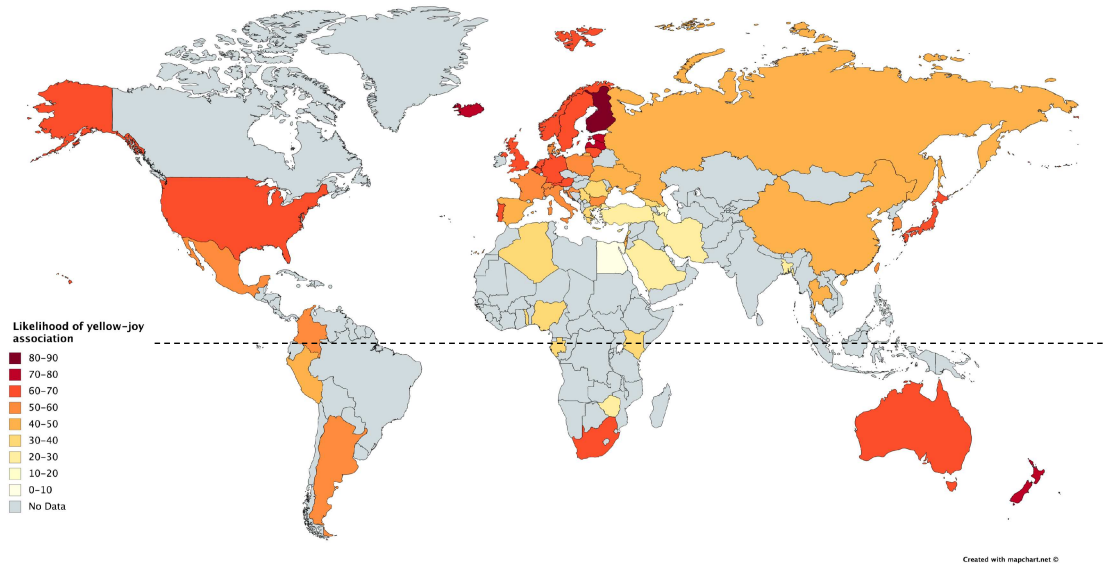 Likelihood of yellow-joy
association
80-90
70-80
60-70
50-60
40-50
30-40
20-30
10-20
0-10
No Data
Created with mapchart.net ©